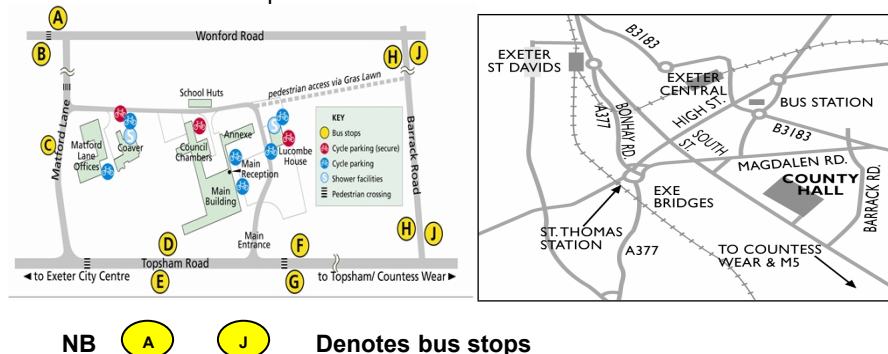 A
B
Wonford Road
H
J
School Huts
pedestrian access via Gras Lawn
Matford Lane
C
Matford
Lane
Offices
Coaver
S
Council
Chambers
Annexe
S
Lucombe
House
Main
Reception
Main
Building
Main
Entrance
KEY
Bus stops
Cycle parking (secure)
Cycle parking
S Shower facilities
Pedestrian crossing
Barrack Road
H
J
D
F
Topsham Road
E
G
to Exeter City Centre
to Topsham/ Countess Wear
B3183
EXETER
ST DAVIDS
EXETER
CENTRAL
A377
BONHAY RD.
HIGH ST.
BUS STATION
SOUTH
ST.
B3183
MAGDALEN RD.
COUNTY
HALL
BARRACK RD.
EXE
BRIDGES
ST. THOMAS
STATION
A377
TO COUNTESS
WEAR & M5
NB A J Denotes bus stops